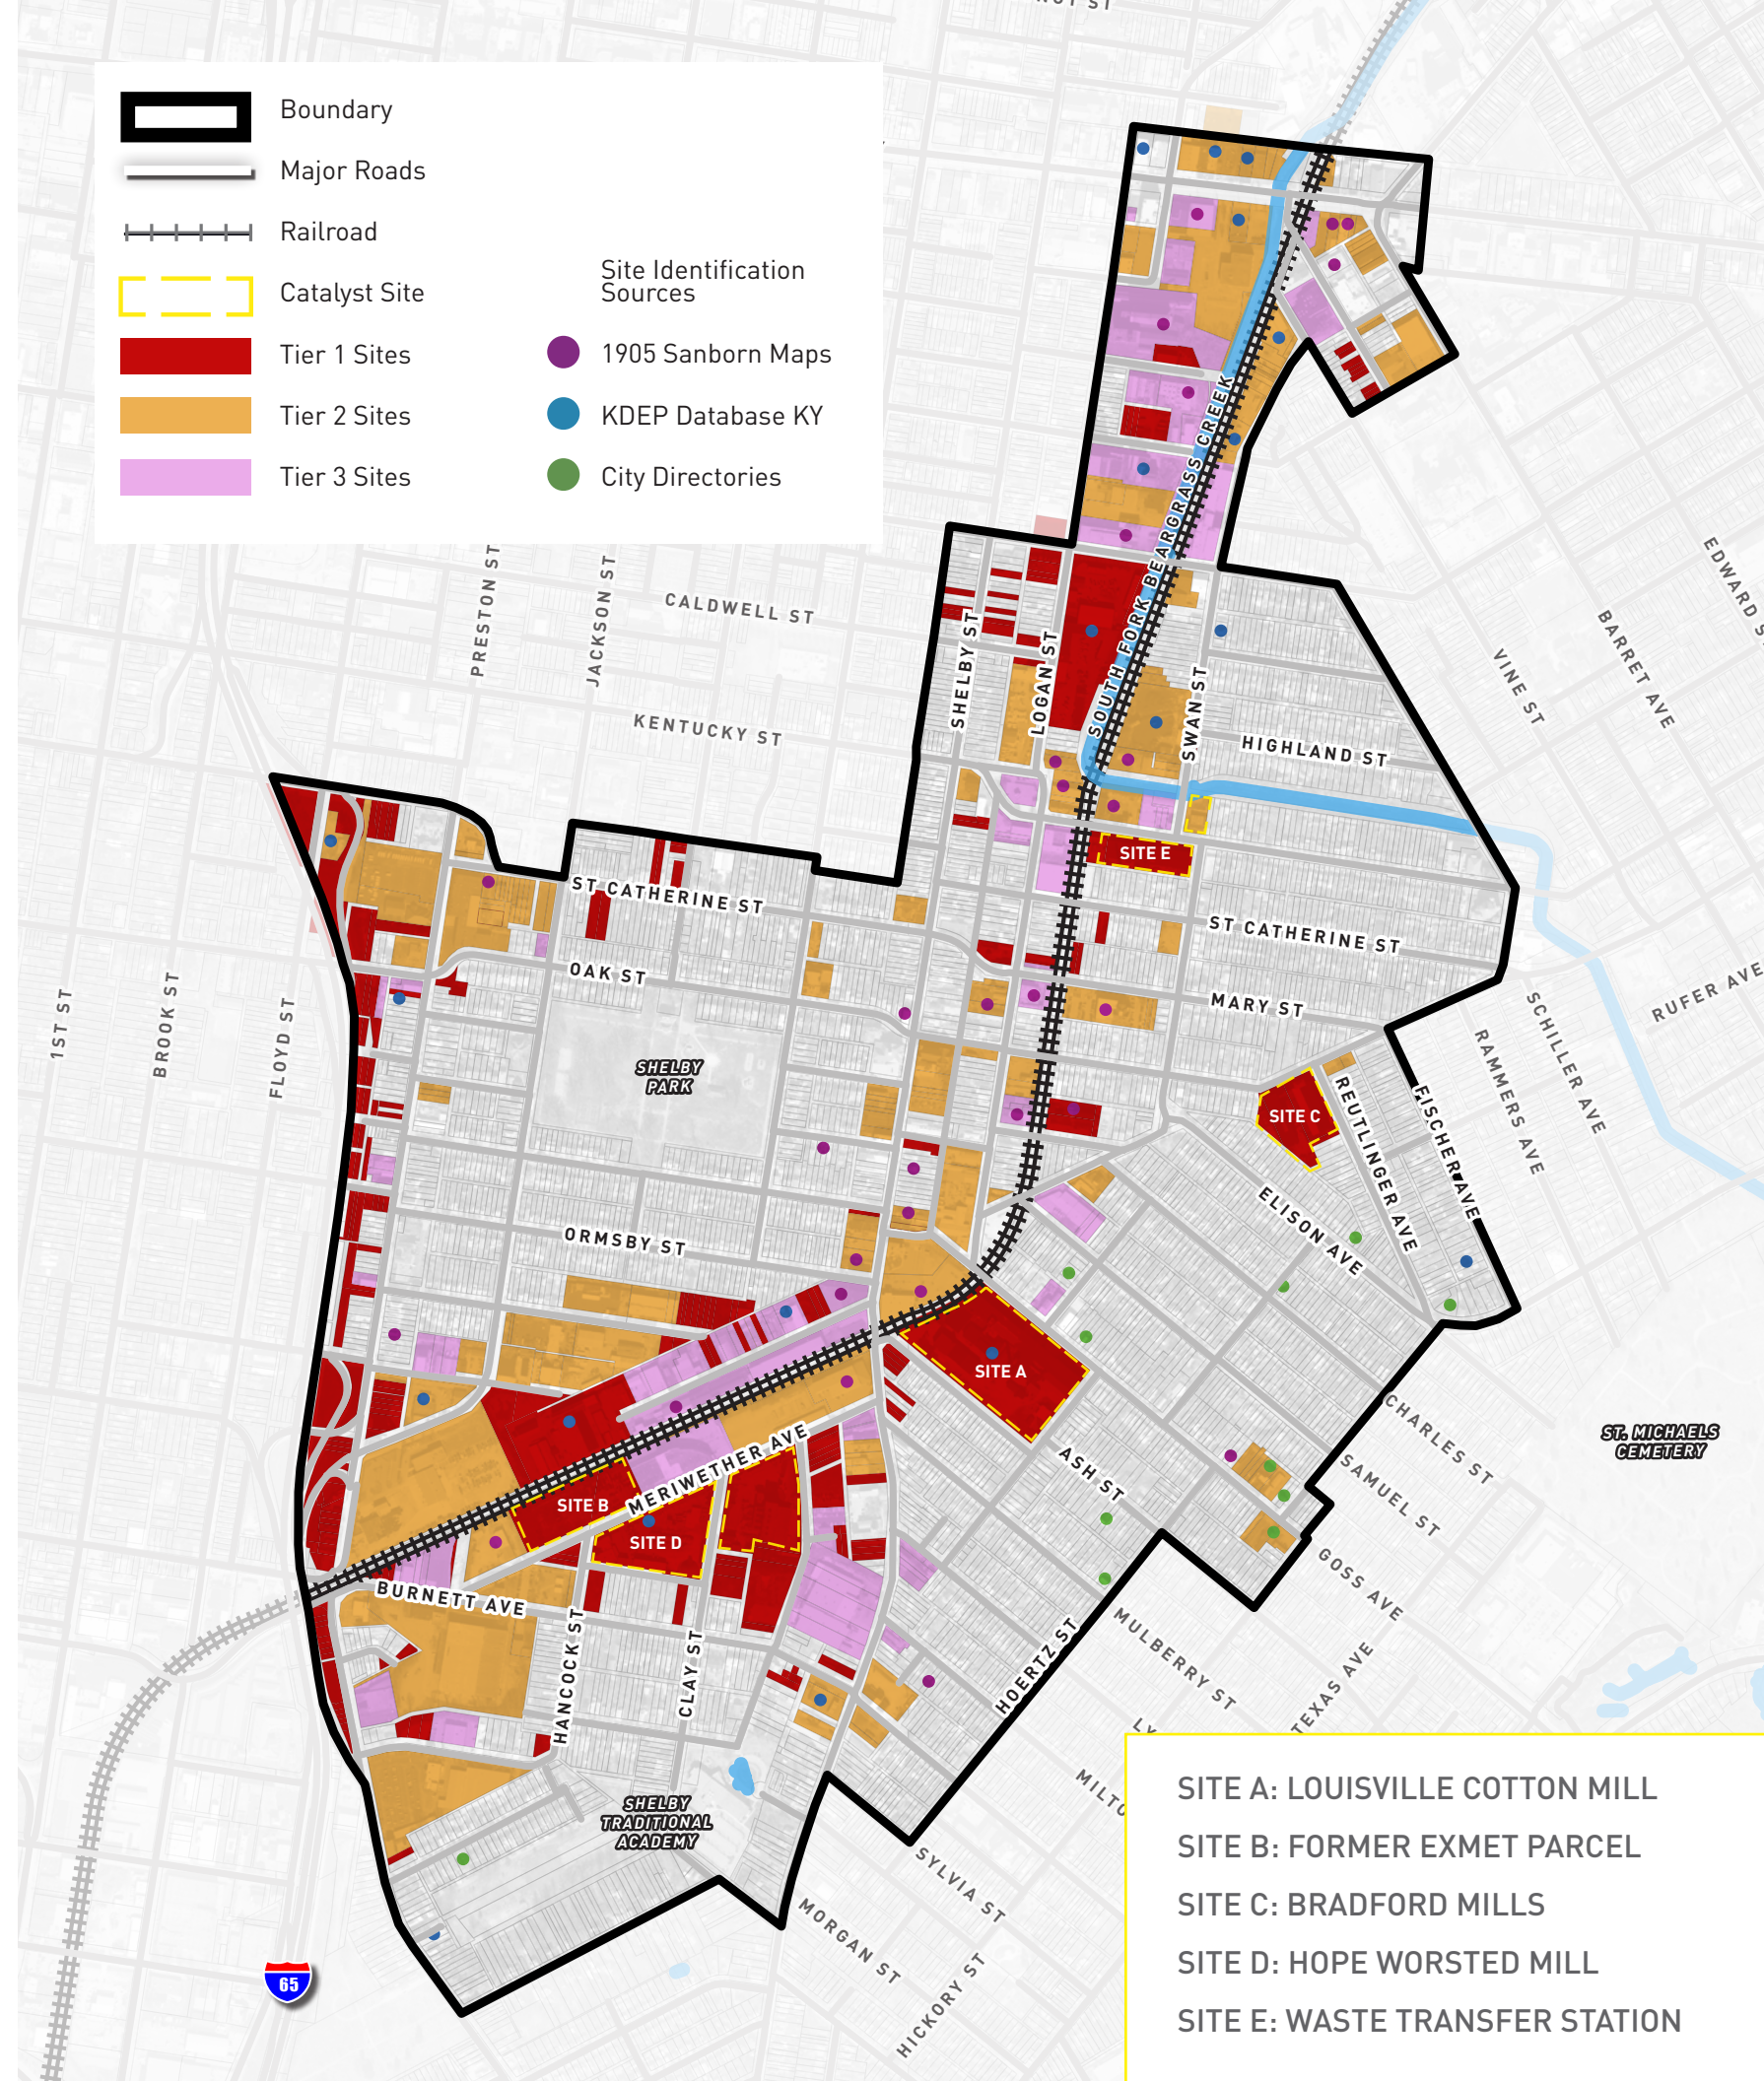 Boundary
Major Roads
Railroad
Catalyst Site
Tier 1 Sites
Tier 2 Sites
Tier 3 Sites
Site Identification
Sources
1905 Sanborn Maps
KDEP Database KY
City Directories
PRESTON ST
JACKSON ST
CALDWELL ST
KENTUCKY ST
SHELBY ST
LOGAN ST
SOUTH FORK BEARGRASS CREEK
SWAN ST
HIGHLAND ST
EDWARD S
BARRET AVE
VINE ST
SITE E
ST CATHERINE ST
ST CATHERINE ST
OAK ST
MARY ST
1ST ST
BROOK ST
FLOYD ST
SHELBY
PARK
RUFER AVE
SCHILLER AVE
RAMMERS AVE
FISCHER AVE
REUTLINGER AVE
SITE C
ELISON AVE
ORMSBY ST
SITE A
CHARLES ST
ST. MICHAELS
CEMETERY
SAMUEL ST
ASH ST
MERIWETHER AVE
SITE B
SITE D
GOSS AVE
BURNETT AVE
HANCOCK ST
CLAY ST
HOERTZ ST
MULBERRY ST
TEXAS AVE
LY
MILTO
SHELBY
TRADITIONAL
ACADEMY
SYLVIA ST
MORGAN ST
HICKORY ST
65
SITE A: LOUISVILLE COTTON MILL
SITE B: FORMER EXMET PARCEL
SITE C: BRADFORD MILLS
SITE D: HOPE WORSTED MILL
SITE E: WASTE TRANSFER STATION